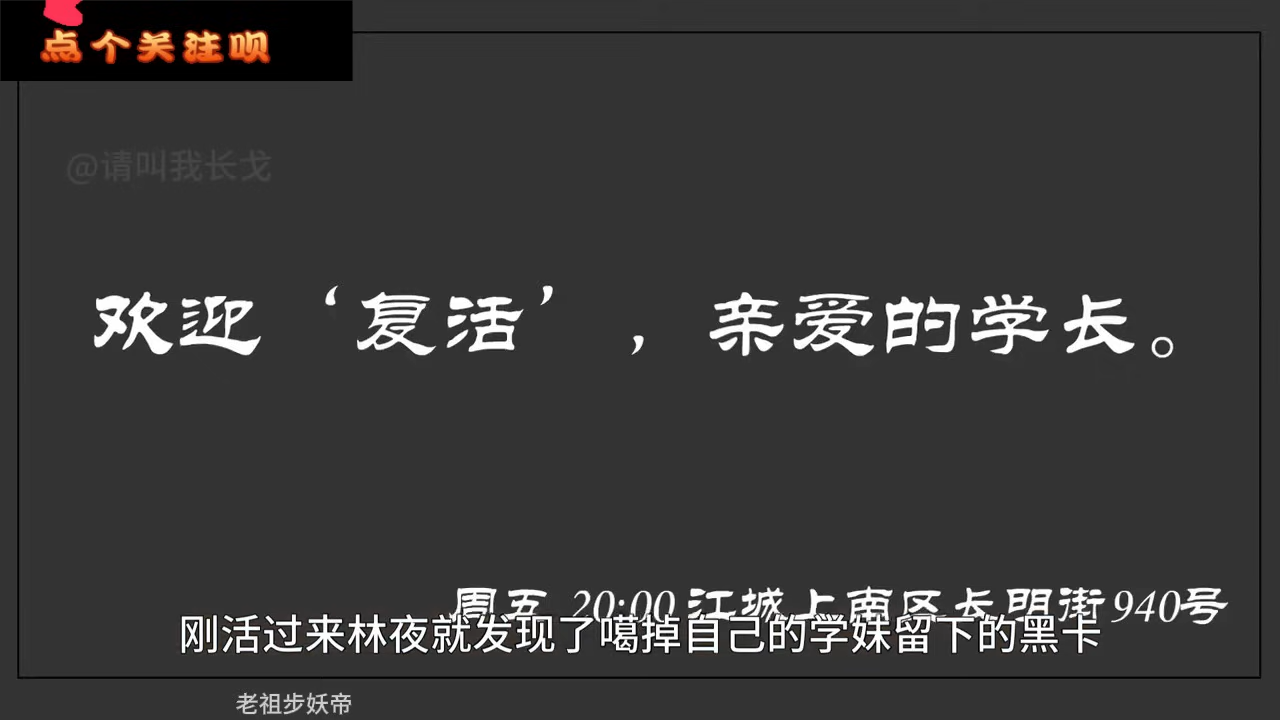 点个关注呗
@请叫我长戈
欢迎‘复活’，亲爱的学长。
周五 20:00 江城上南区长明街940号
刚活过来林夜就发现了噶掉自己的学妹留下的黑卡
老祖步妖帝